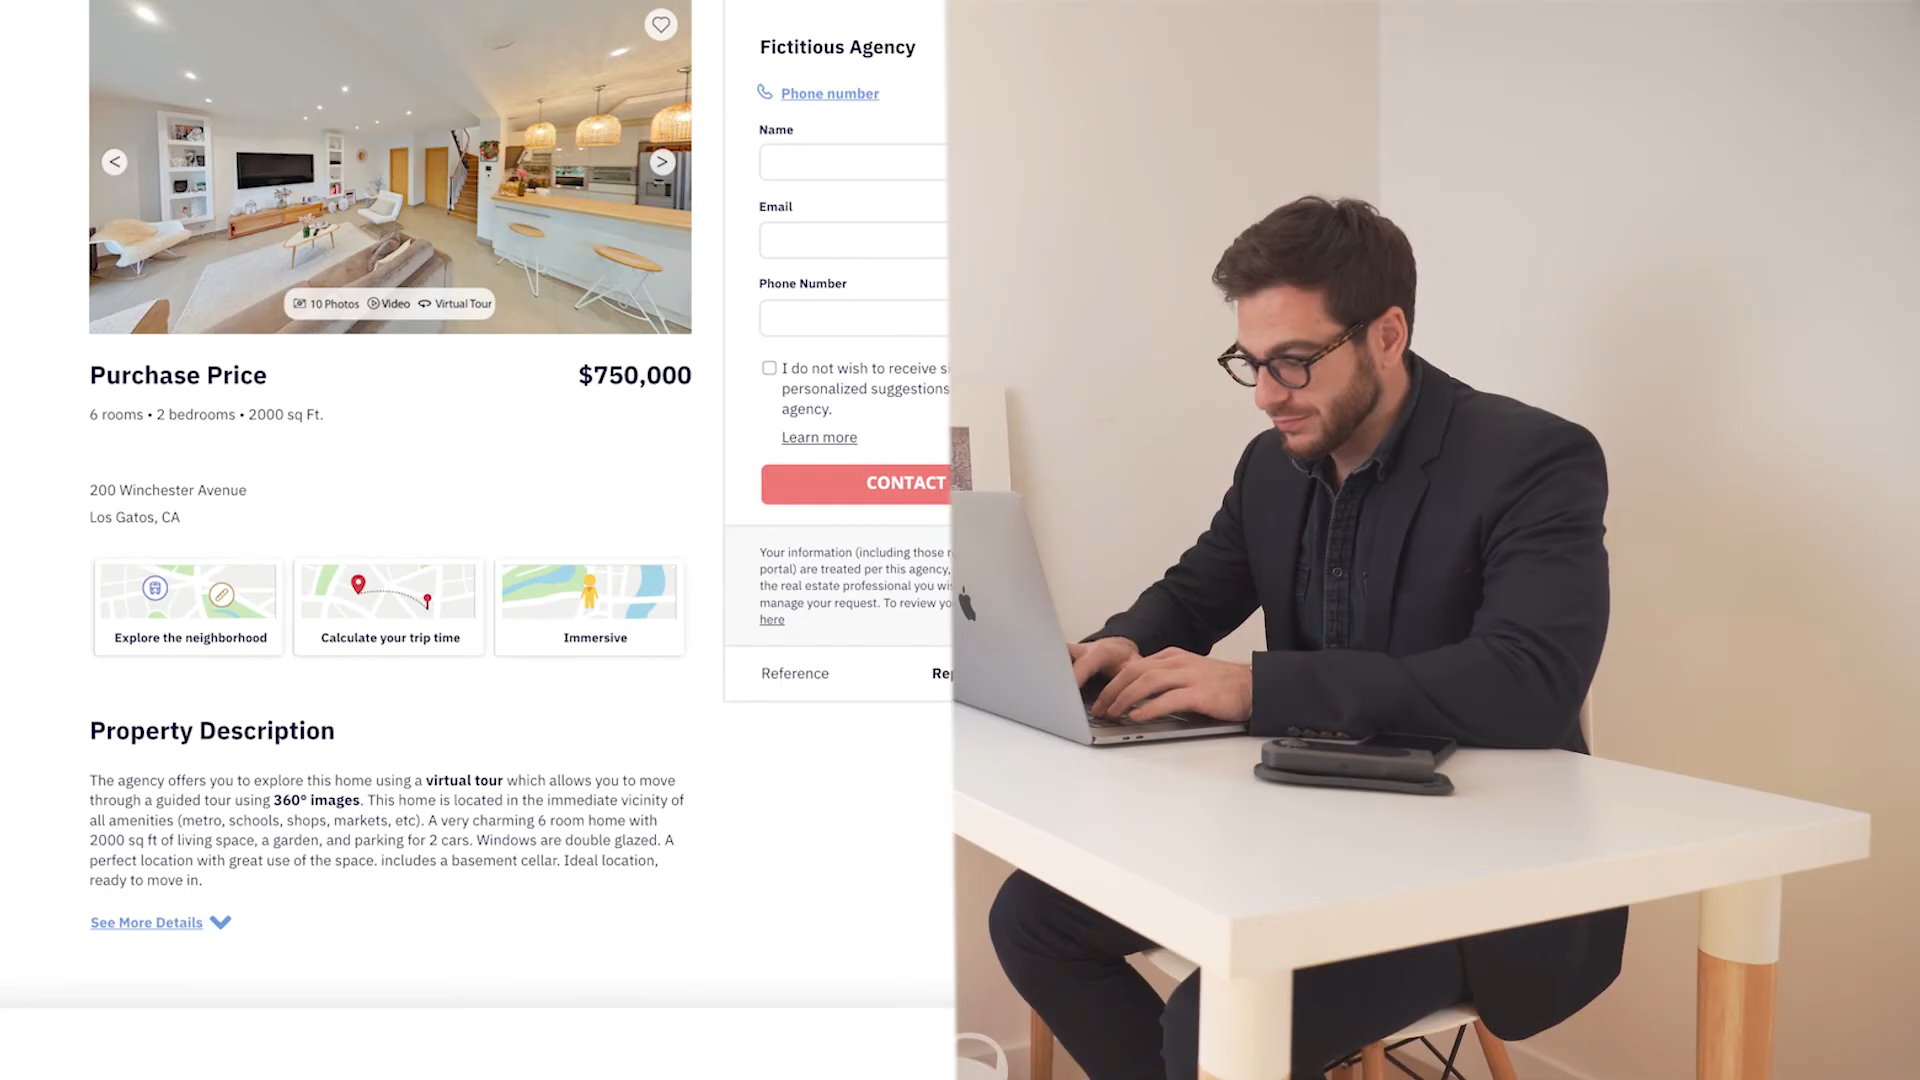 10 Photos Video Virtual Tour
Purchase Price $750,000
6 rooms • 2 bedrooms • 2000 sq Ft.
200 Winchester Avenue
Los Gatos, CA
Explore the neighborhood
Calculate your trip time
Immersive
Property Description
The agency offers you to explore this home using a virtual tour which allows you to move
through a guided tour using 360° images. This home is located in the immediate vicinity of
all amenities (metro, schools, shops, markets, etc). A very charming 6 room home with
2000 sq ft of living space, a garden, and parking for 2 cars. Windows are double glazed. A
perfect location with great use of the space. includes a basement cellar. Ideal location,
ready to move in.
See More Details
Fictitious Agency
Phone number
Name
Email
Phone Number
I do not wish to receive
personalized suggestions
agency.
Learn more
CONTACT
Your information (including those
portal) are treated per this agency,
the real estate professional you
manage your request. To review
here
Reference